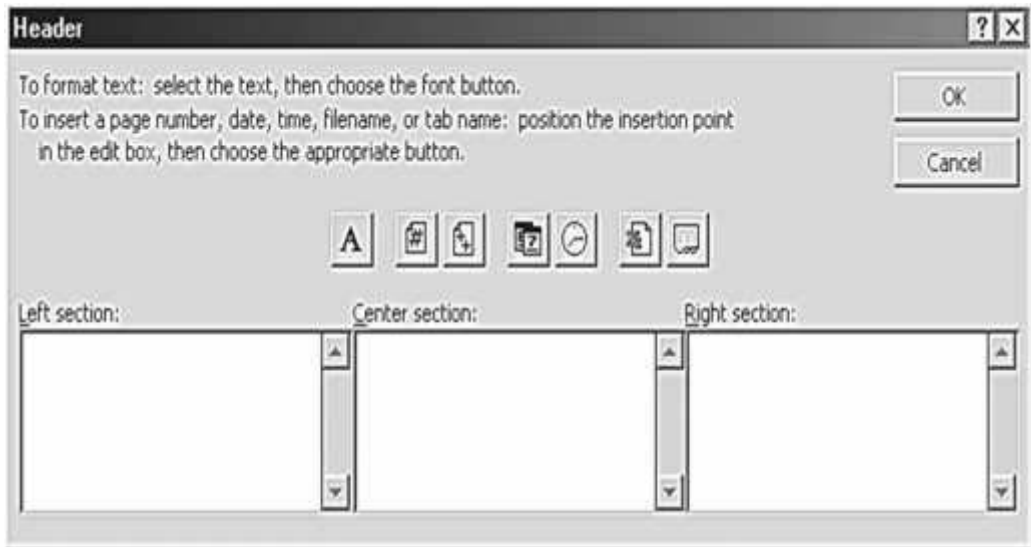 Header
To format text: select the text, then choose the font button.
To insert a page number, date, time, filename, or tab name: position the insertion point
in the edit box, then choose the appropriate button.
OK
Cancel
A
#
Left section:
Center section:
Right section: